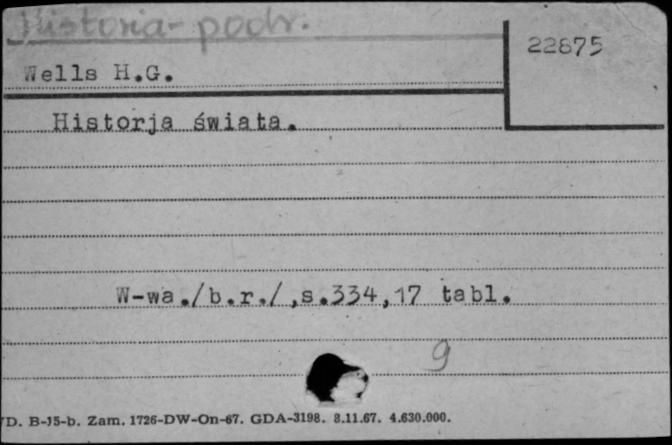 Historia - podr.
22875
Wells H.G.
Historja świata.
W-wa./b.r./,s.334,17 tabl.
9
D. B-15-b. Zam. 1726-DW-On-67. GDA-3198. 8.11.67. 4.630.000.